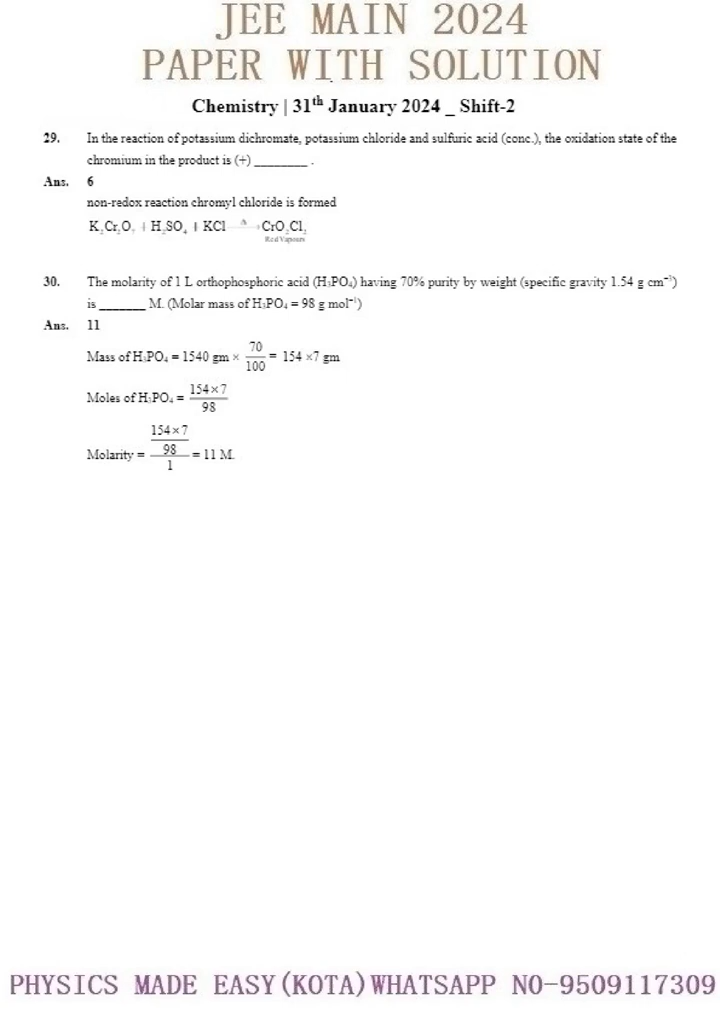 JEE MAIN 2024
PAPER WITH SOLUTION
Chemistry | 31th January 2024 _ Shift-2
29. In the reaction of potassium dichromate, potassium chloride and sulfuric acid (conc.), the oxidation state of the
chromium in the product is (+) ________ .
Ans. 6
non-redox reaction chromyl chloride is formed
K₂Cr₂O₇ + H₂SO₄ + KCl —Δ→ CrO₂Cl₂
Red Vapours
30. The molarity of 1 L orthophosphoric acid (H₃PO₄) having 70% purity by weight (specific gravity 1.54 g cm⁻³)
is _______ M. (Molar mass of H₃PO₄ = 98 g mol⁻¹)
Ans. 11
Mass of H₃PO₄ = 1540 gm × 70/100 = 154 ×7 gm
Moles of H₃PO₄ = 154×7/98
Molarity = (154×7/98)/1 = 11 M.
PHYSICS MADE EASY(KOTA)WHATSAPP NO-9509117309